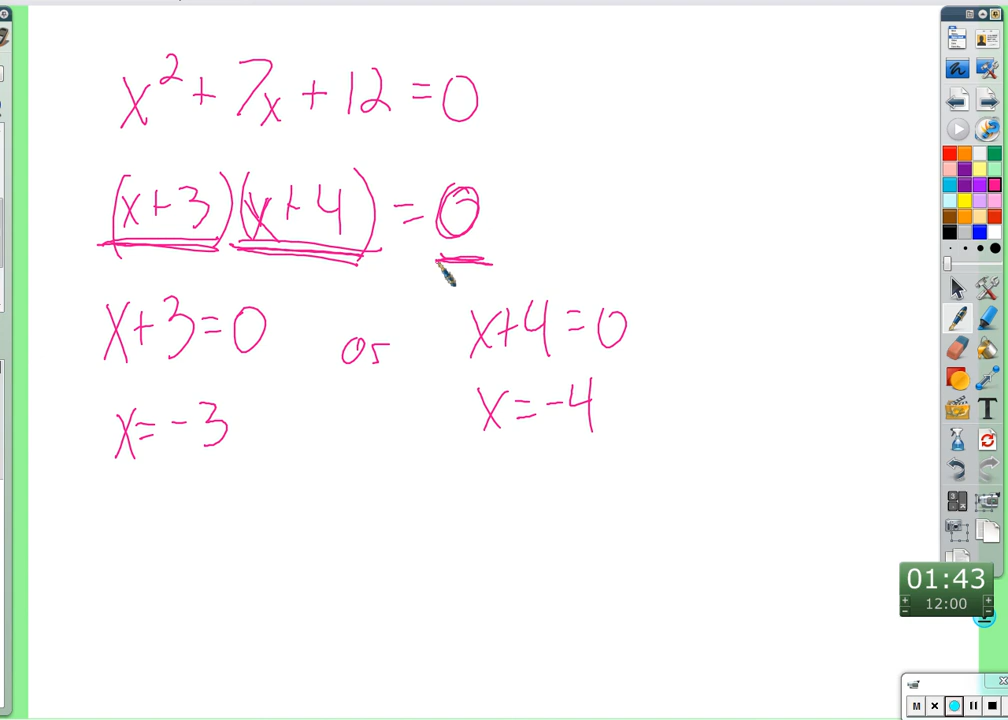 x² + 7x + 12 = 0
(x+3)(x+4) = 0
x+3=0 or x+4=0
x=-3 x=-4
01:43
12:00
T
M